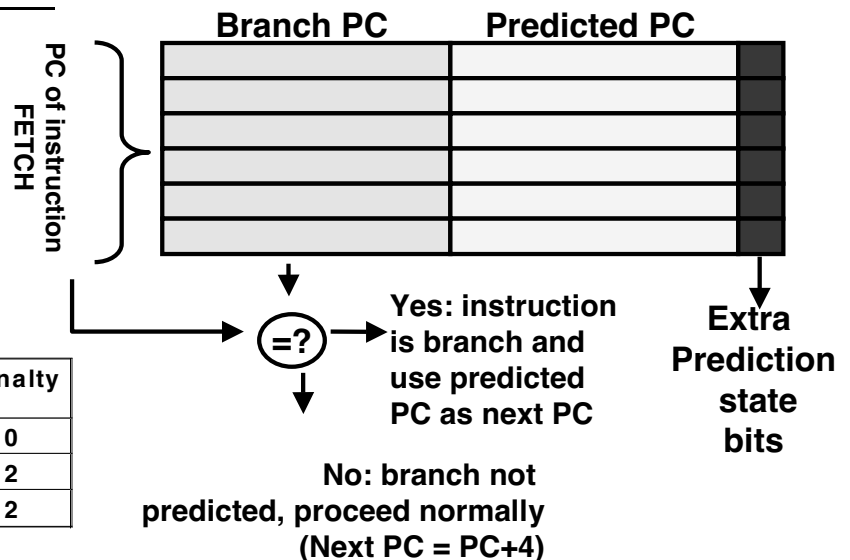 Branch PC
Predicted PC
PC of instruction
FETCH
=?
Yes: instruction
is branch and
use predicted
PC as next PC
Extra
Prediction
state
bits
0
2
2
No: branch not
predicted, proceed normally
(Next PC = PC+4)